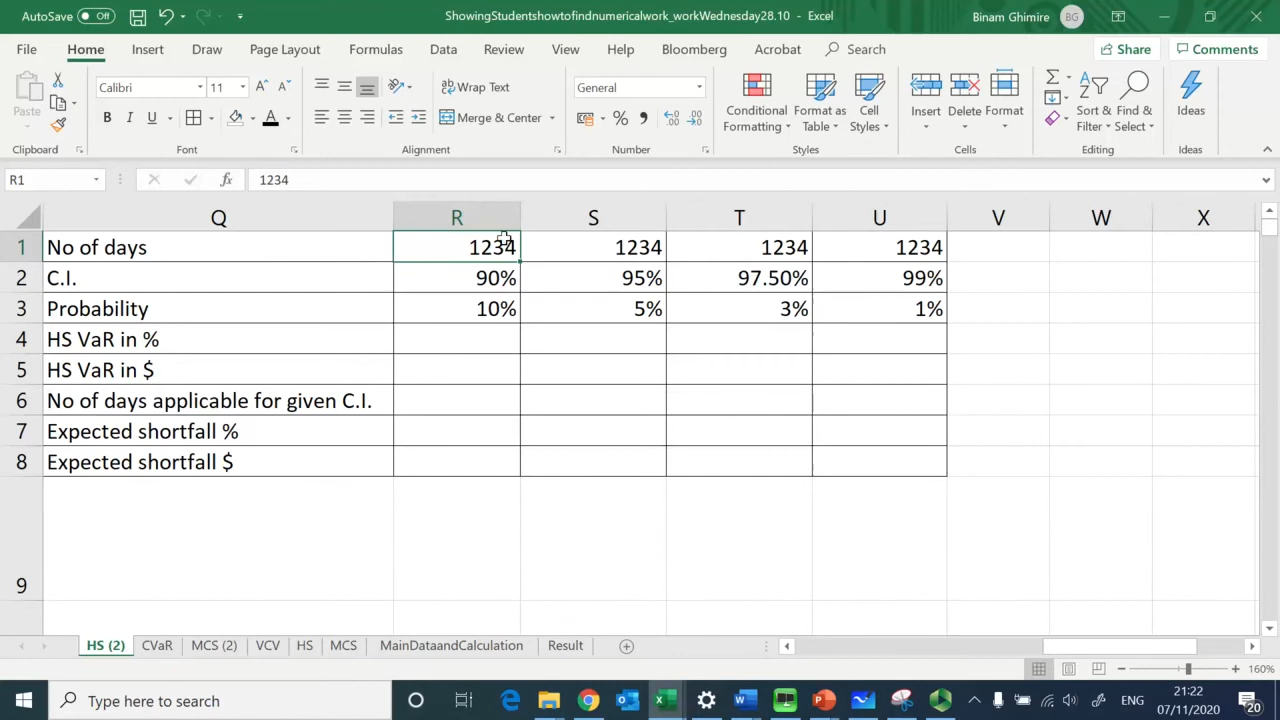 AutoSave Off ShowingStudentshowtofindnumericalwork_workWednesday28.10 - Excel Binam Ghimire BG
File Home Insert Draw Page Layout Formulas Data Review View Help Bloomberg Acrobat Search Share Comments
Paste Calibri 11 A A ab Wrap Text General Conditional Formatting Format as Table Cell Styles Insert Delete Format Sort & Filter Find & Select Ideas
B I U A Merge & Center % 9
Clipboard Font Alignment Number Styles Cells Editing Ideas
R1 fx 1234
Q R S T U V W X
1 No of days 1234 1234 1234 1234
2 C.I. 90% 95% 97.50% 99%
3 Probability 10% 5% 3% 1%
4 HS VaR in %
5 HS VaR in $
6 No of days applicable for given C.I.
7 Expected shortfall %
8 Expected shortfall $
9
HS (2) CVaR MCS (2) VCV HS MCS MainDataandCalculation Result
160%
Type here to search ENG 21:22
07/11/2020 20